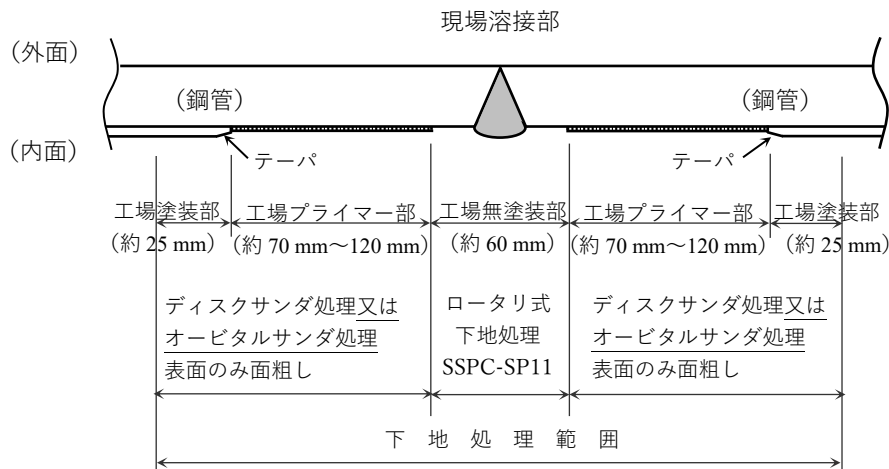 現場溶接部
（外面）
（鋼管）
（鋼管）
（内面）
テーパ
テーパ
工場塗装部
工場プライマー部
工場無塗装部
工場プライマー部
工場塗装部
（約 25 mm）
（約 70 mm～120 mm）
（約 60 mm）
（約 70 mm～120 mm）
（約 25 mm）
ディスクサンダ処理又は
オービタルサンダ処理
表面のみ面粗し
ロータリ式
下地処理
SSPC-SP11
ディスクサンダ処理又は
オービタルサンダ処理
表面のみ面粗し
下 地 処 理 範 囲